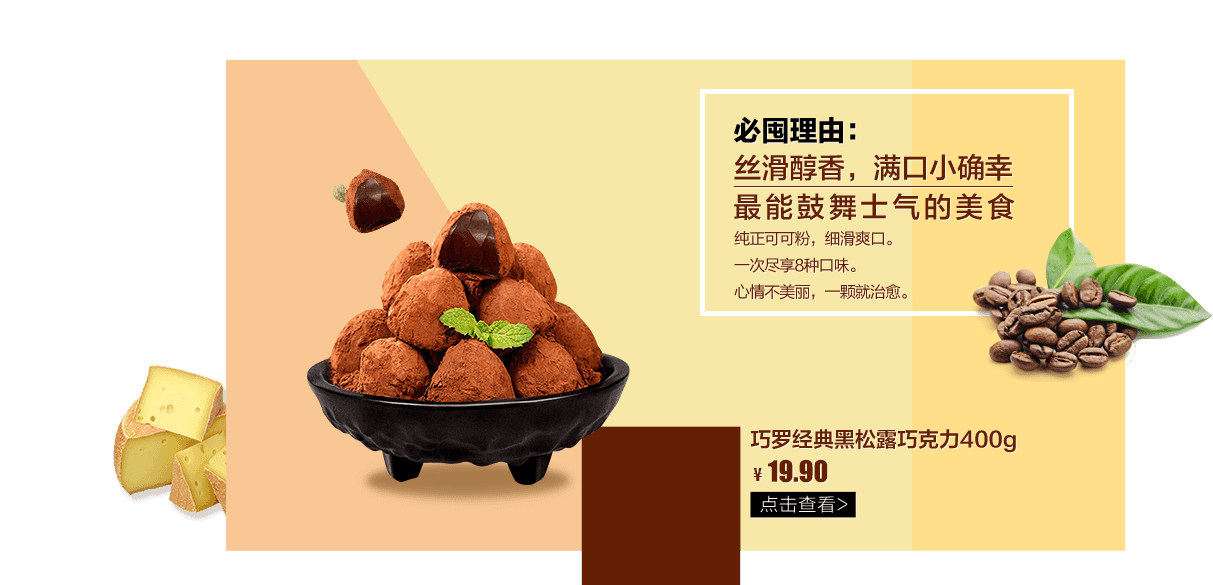 必囤理由：
丝滑醇香，满口小确幸
最能鼓舞士气的美食
纯正可可粉，细滑爽口。
一次尽享8种口味。
心情不美丽，一颗就治愈。
巧罗经典黑松露巧克力400g
¥ 19.90
点击查看>